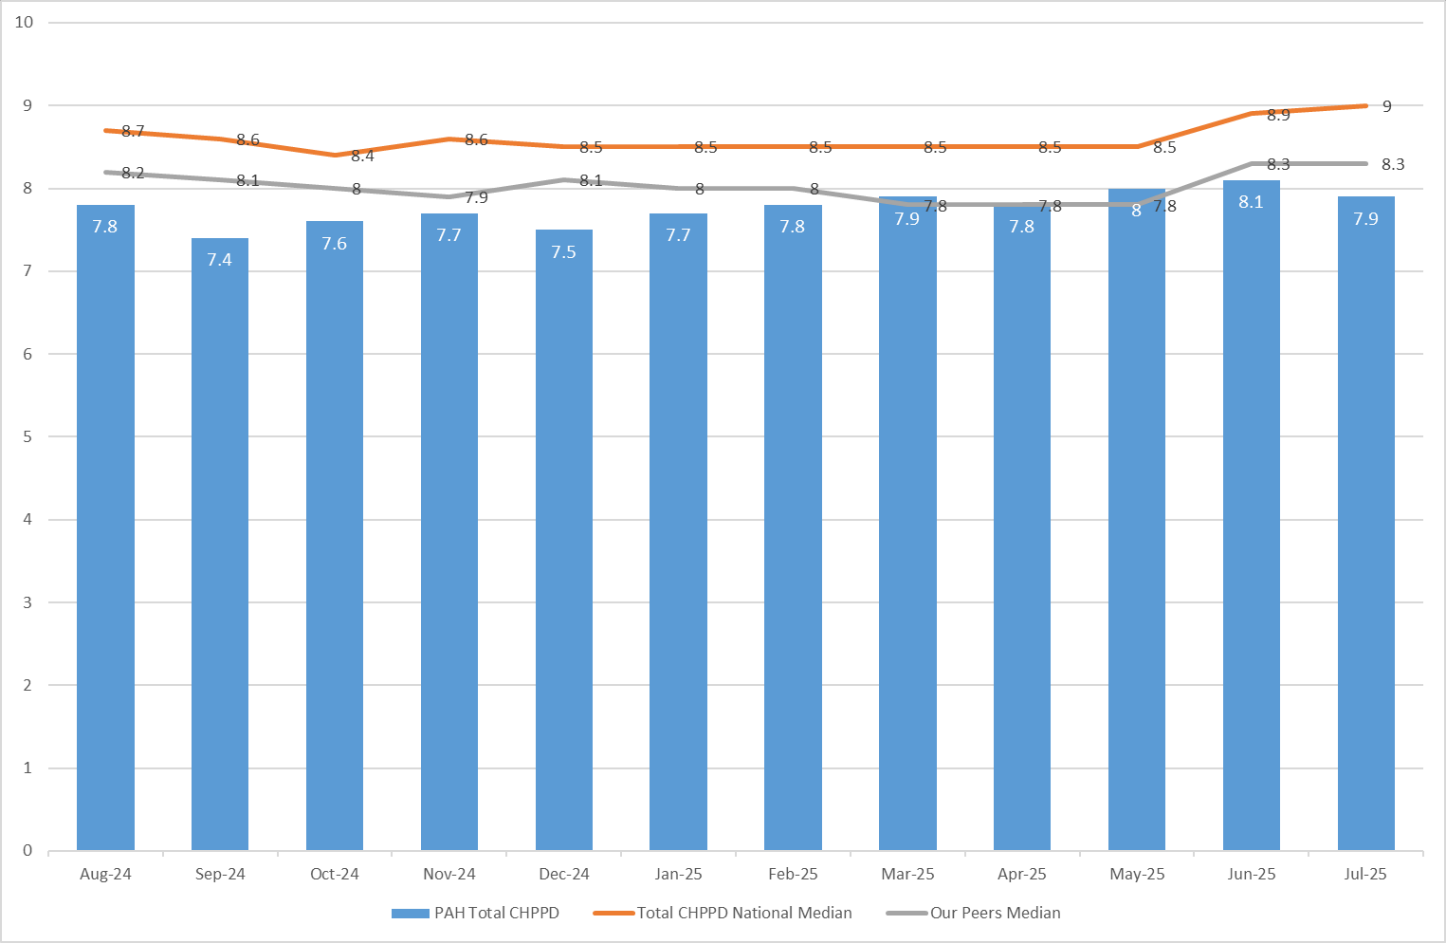 10
9
8
7
6
5
4
3
2
1
0
8.7 8.6 8.4 8.6 8.5 8.5 8.5 8.5 8.5 8.5 8.9 9
8.2 8.1 8 7.9 8.1 8 8 7.8 7.8 7.8 8.3 8.3
7.8 7.4 7.6 7.7 7.5 7.7 7.8 7.9 7.8 8 8.1 7.9
Aug-24 Sep-24 Oct-24 Nov-24 Dec-24 Jan-25 Feb-25 Mar-25 Apr-25 May-25 Jun-25 Jul-25
PAH Total CHPPD Total CHPPD National Median Our Peers Median